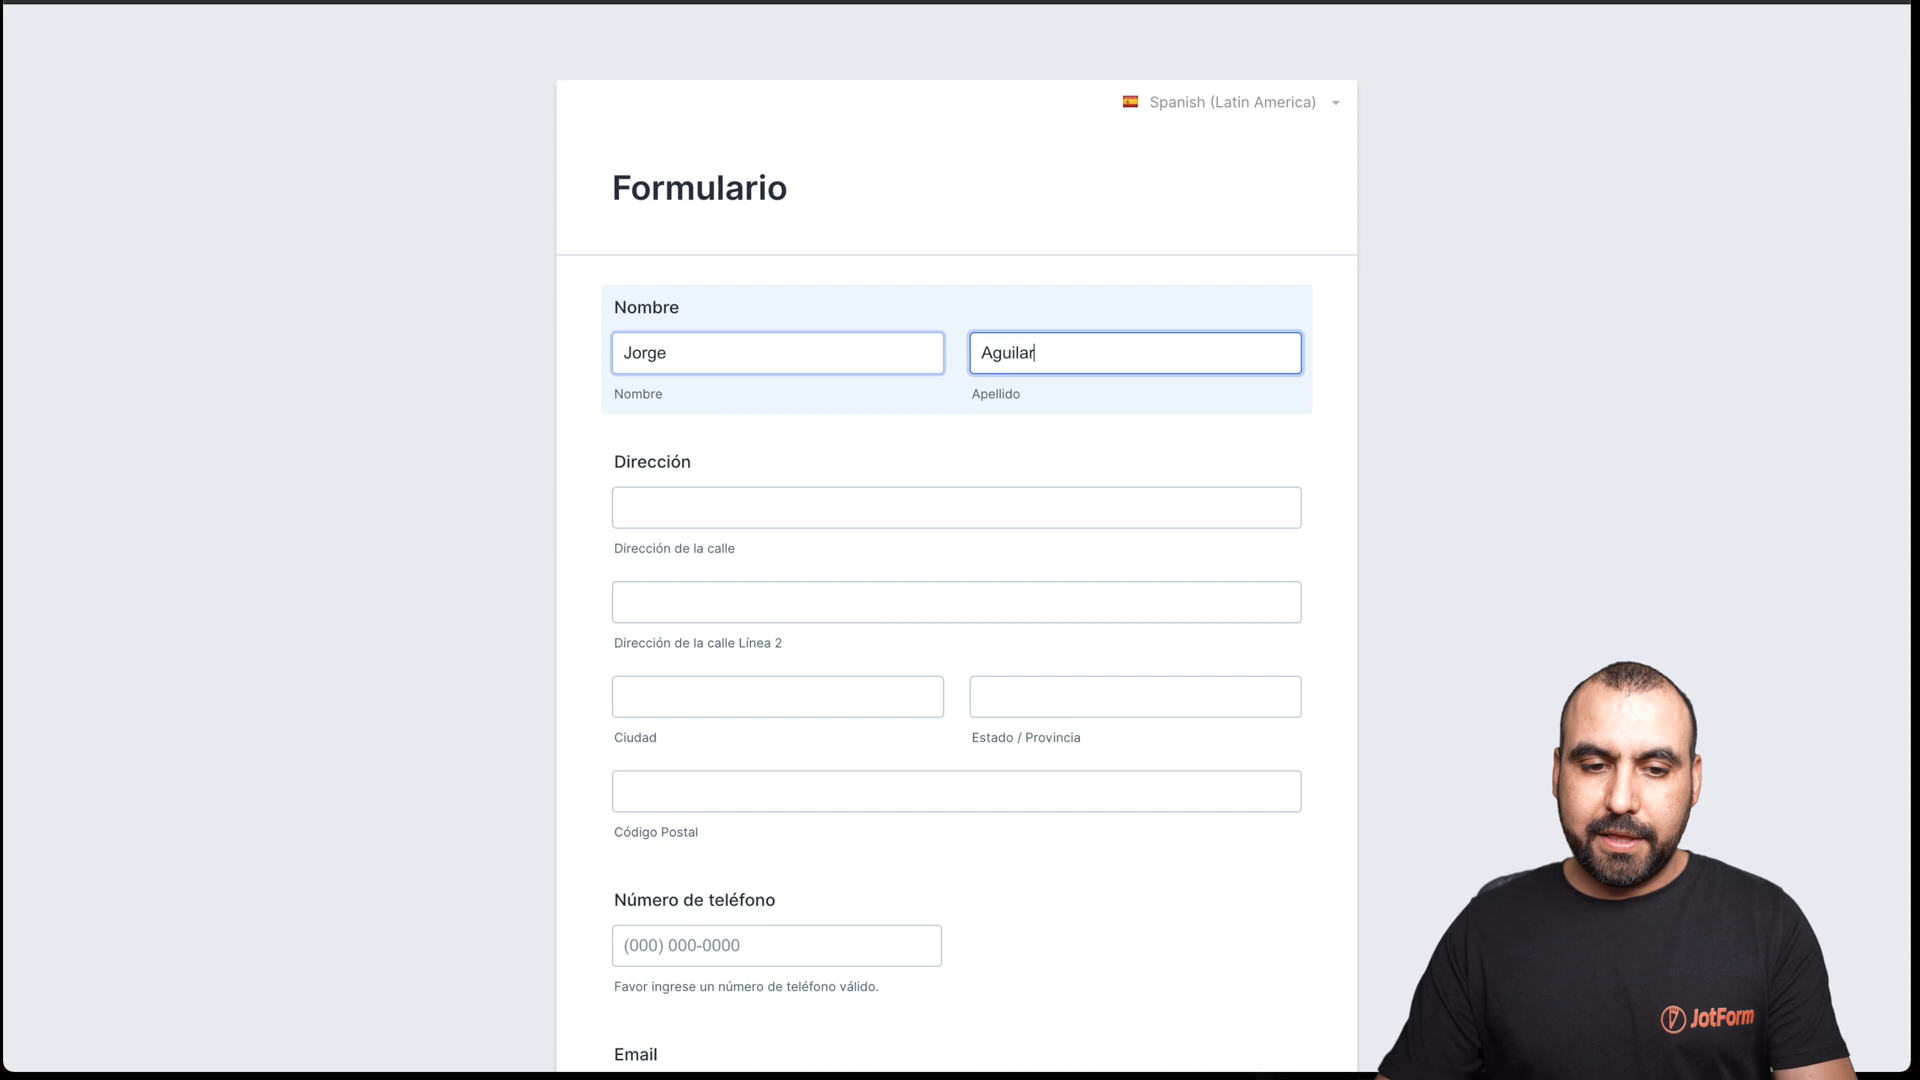 Spanish (Latin America)
Formulario
Nombre
Jorge
Aguilar
Nombre
Apellido
Dirección
Dirección de la calle
Dirección de la calle Línea 2
Ciudad
Estado / Provincia
Código Postal
Número de teléfono
(000) 000-0000
Favor ingrese un número de teléfono válido.
Email
JotForm